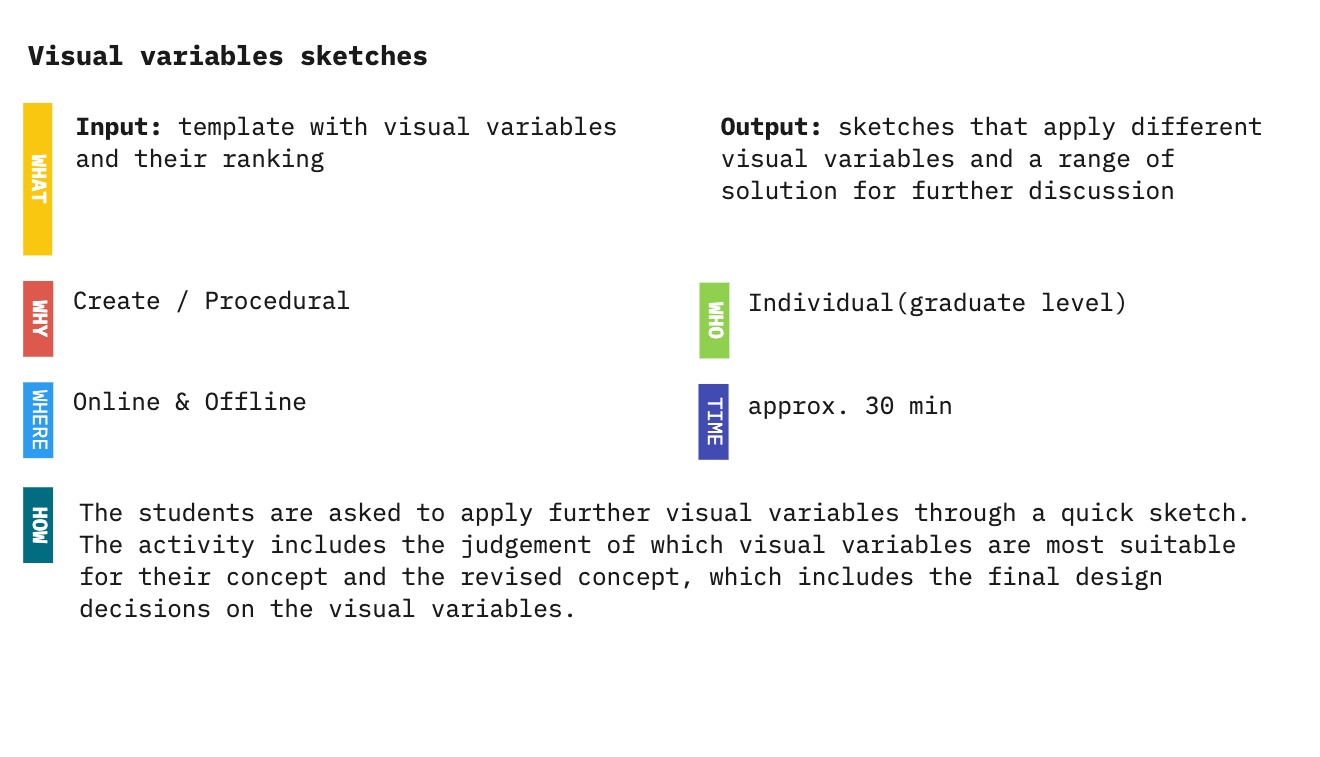 Visual variables sketches
WHAT
Input: template with visual variables
and their ranking
Output: sketches that apply different
visual variables and a range of
solution for further discussion
WHY
Create / Procedural
WHO
Individual(graduate level)
WHERE
Online & Offline
TIME
approx. 30 min
HOW
The students are asked to apply further visual variables through a quick sketch.
The activity includes the judgement of which visual variables are most suitable
for their concept and the revised concept, which includes the final design
decisions on the visual variables.